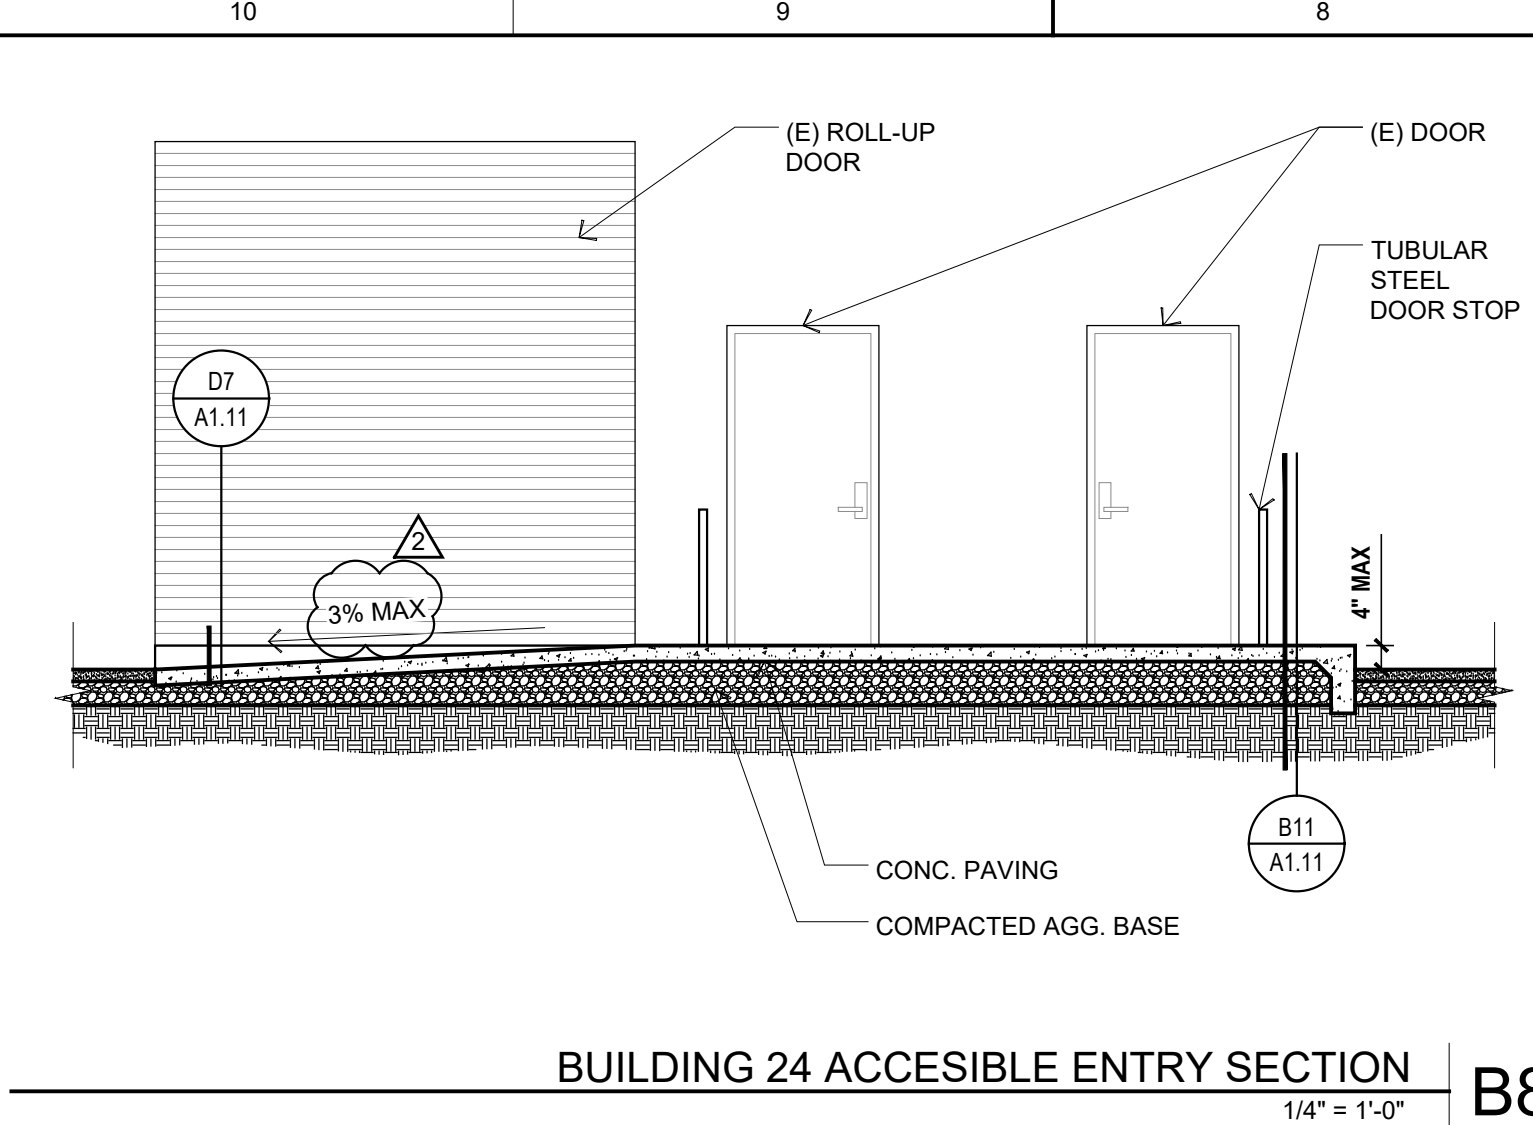 10
9
8
(E) ROLL-UP
DOOR
(E) DOOR
TUBULAR
STEEL
DOOR STOP
D7
A1.11
2
3% MAX
4" MAX
B11
A1.11
CONC. PAVING
COMPACTED AGG. BASE
BUILDING 24 ACCESIBLE ENTRY SECTION
B8
1/4" = 1'-0"